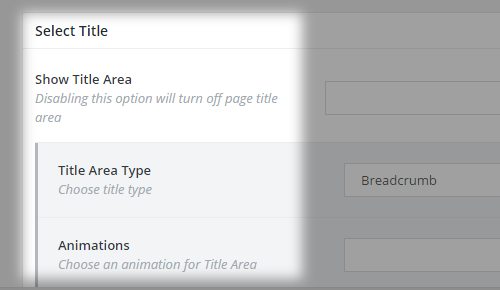 Select Title
Show Title Area
Disabling this option will turn off page title
area
Title Area Type
Choose title type
Breadcrumb
Animations
Choose an animation for Title Area